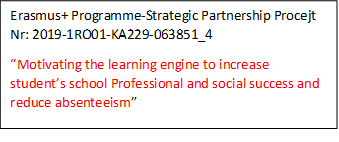 Erasmus+ Programme-Strategic Partnership Procejt
Nr: 2019-1RO01-KA229-063851_4
“Motivating the learning engine to increase
student’s school Professional and social success and
reduce absenteeism”